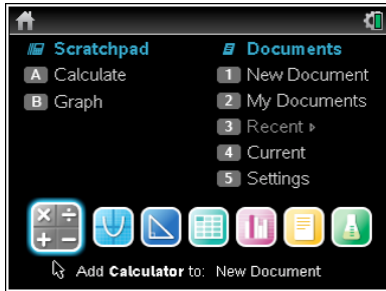 Scratchpad
A Calculate
B Graph
Documents
1 New Document
2 My Documents
3 Recent ▸
4 Current
5 Settings
Add Calculator to: New Document